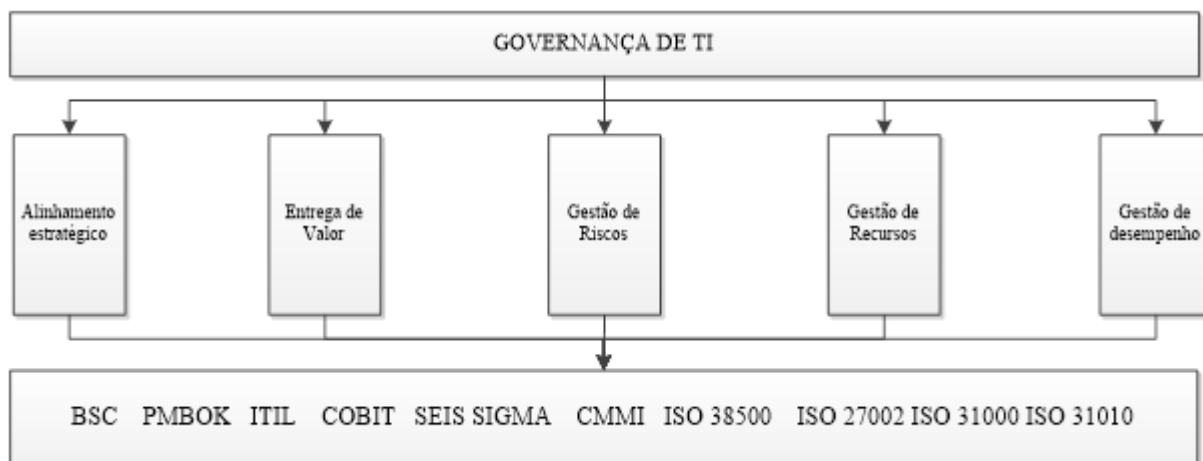 GOVERNANÇA DE TI
Alinhamento
estratégico
Entrega de
Valor
Gestão de
Riscos
Gestão de
Recursos
Gestão de
desempenho
BSC PMBOK ITIL COBIT SEIS SIGMA CMMI ISO 38500 ISO 27002 ISO 31000 ISO 31010